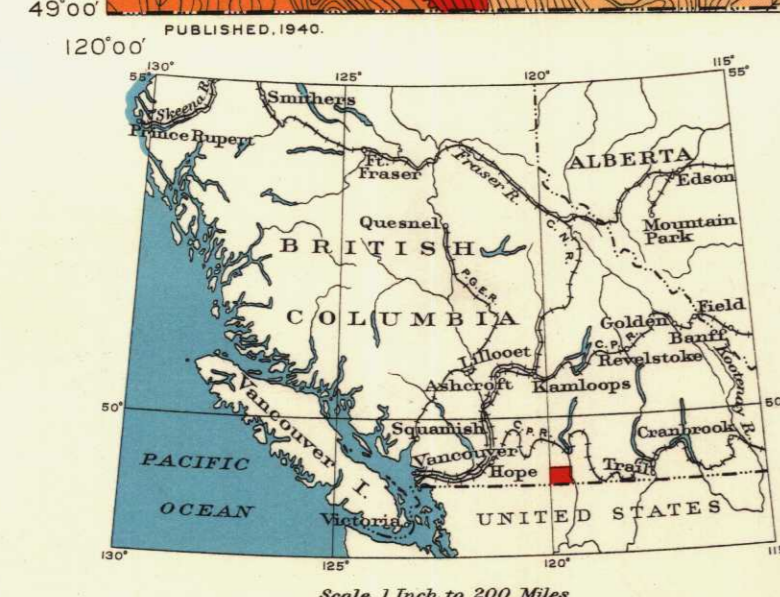 49°00'
PUBLISHED, 1940.
120°00'
130°
125°
120°
115°
55°
55°
Skeena R.
Smithers
Prince Rupert
Ft. Fraser
Fraser R.
ALBERTA
Edson
Quesnel
C.N.R.
Mountain Park
BRITISH
P.G.E.R.
COLUMBIA
Golden
Field
Banff
C.P.R.
Lillooet
Revelstoke
Kootenay R.
Ashcroft
Kamloops
50°
50
Vancouver I.
Squamish
C.P.R.
Cranbrook
Vancouver
Hope
Trail
PACIFIC
OCEAN
Victoria
UNITED STATES
130°
125°
120°
11
Scale, 1 Inch to 200 Miles